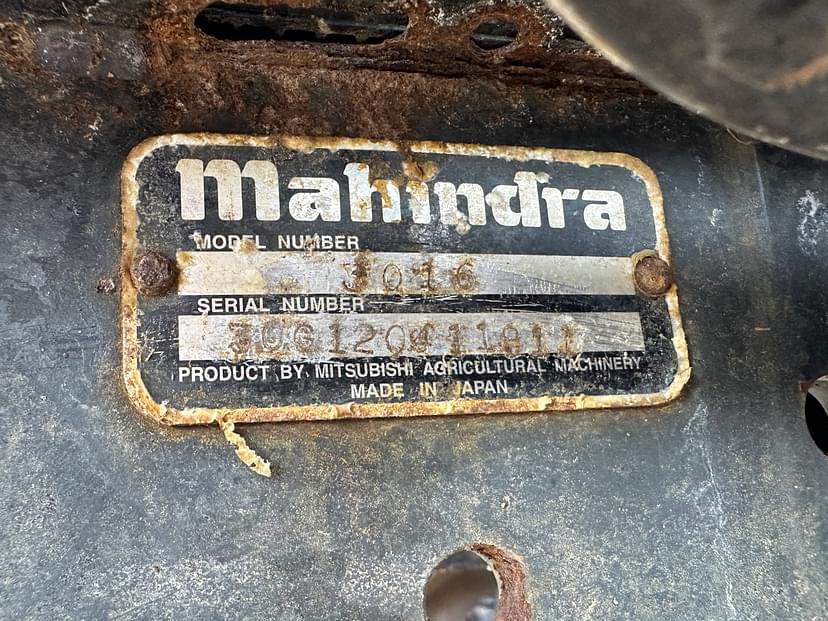 mahindra
MODEL NUMBER
3016
SERIAL NUMBER
PRODUCT BY MITSUBISHI AGRICULTURAL MACHINERY
MADE IN JAPAN